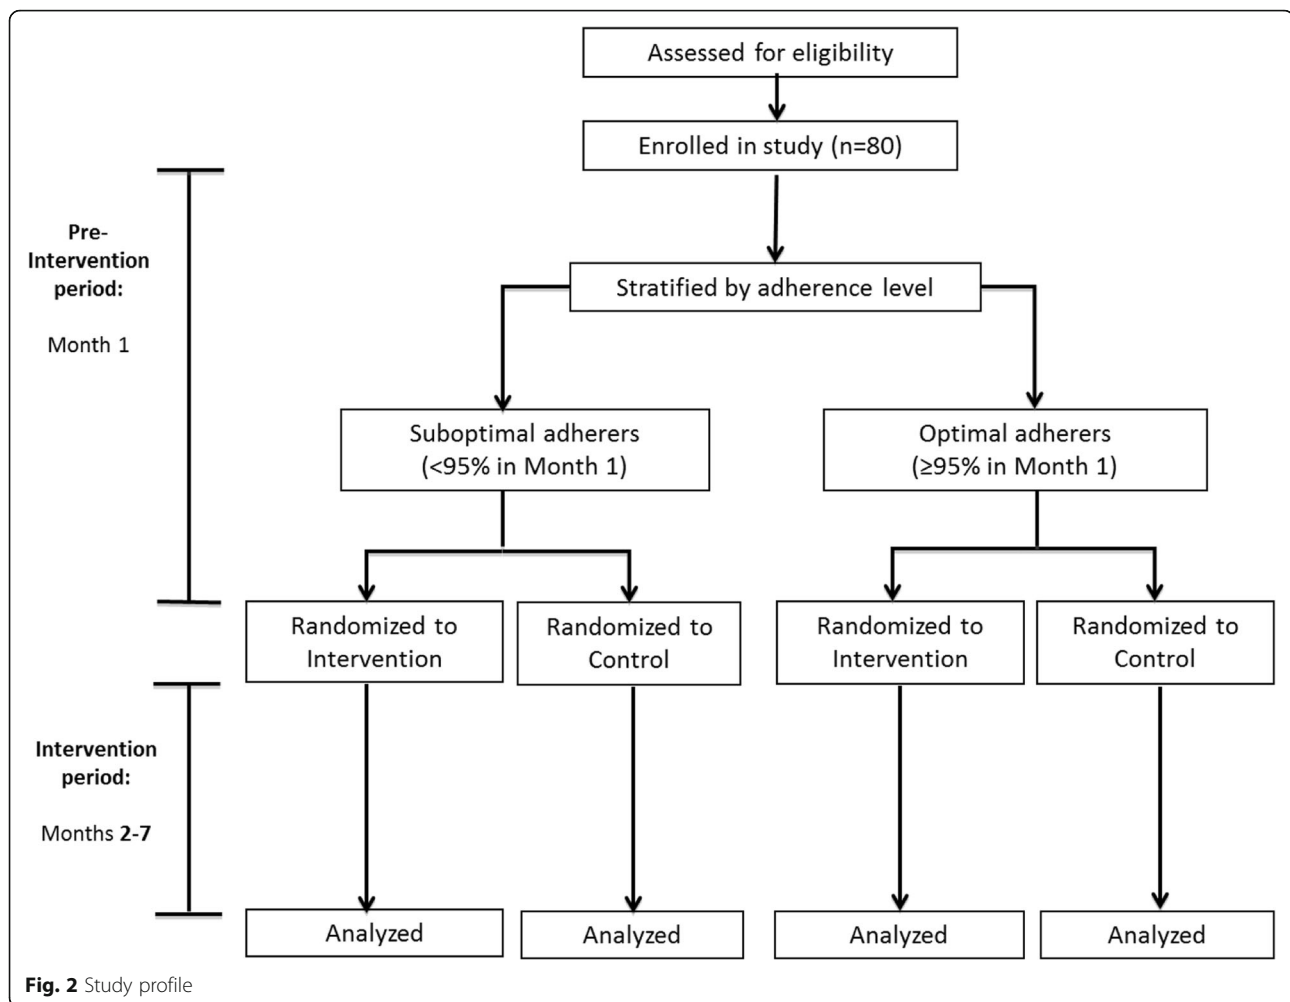 Assessed for eligibility
Enrolled in study (n=80)
Pre-
Intervention
period:
Month 1
Stratified by adherence level
Suboptimal adherers
(<95% in Month 1)
Optimal adherers
(≥95% in Month 1)
Randomized to
Intervention
Randomized to
Control
Randomized to
Intervention
Randomized to
Control
Intervention
period:
Months 2-7
Analyzed
Analyzed
Analyzed
Analyzed
Fig. 2 Study profile